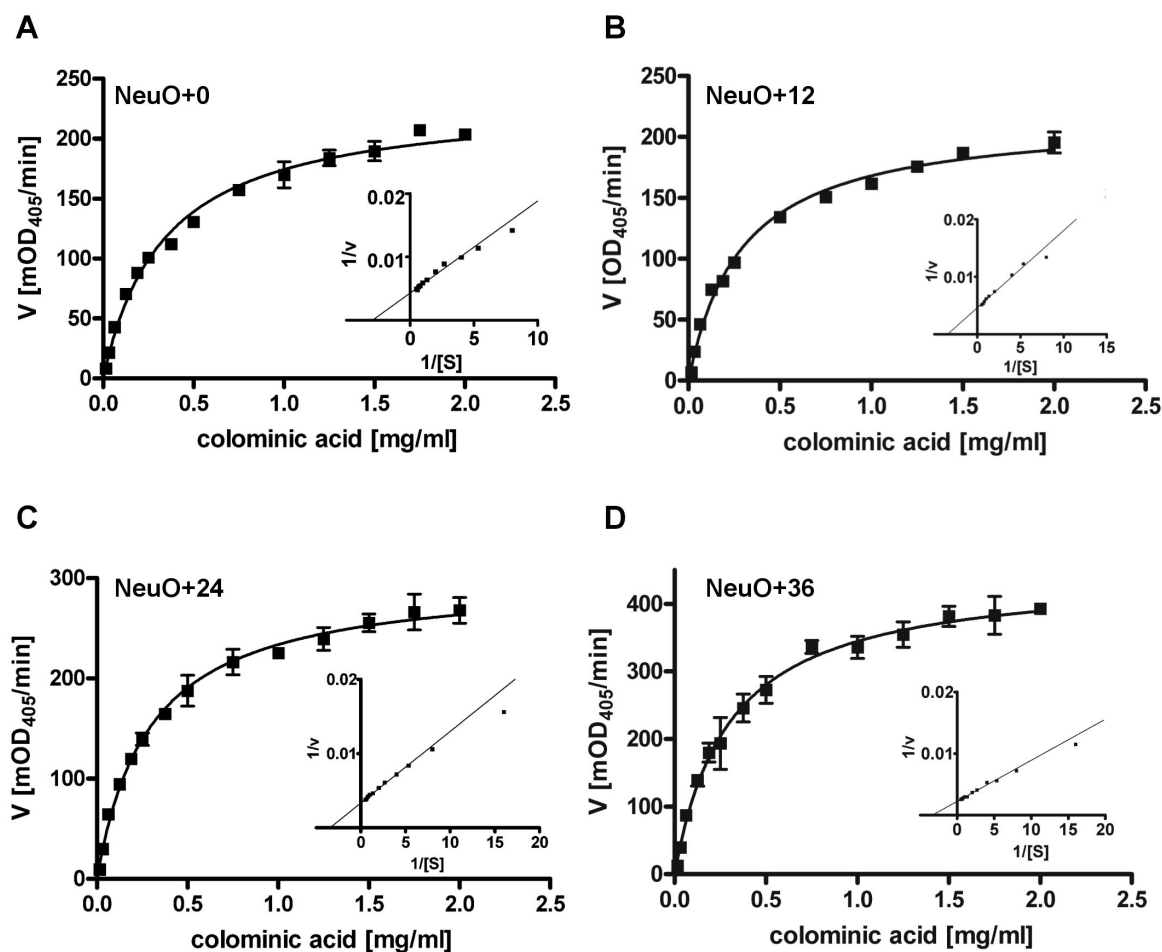 A
NeuO+0
V [mOD405/min]
250
200
150
100
50
0
0.0 0.5 1.0 1.5 2.0 2.5
colominic acid [mg/ml]
1/v
0.02
0.01
0 5 10
1/[S]
B
NeuO+12
V [OD405/min]
250
200
150
100
50
0
0.0 0.5 1.0 1.5 2.0 2.5
colominic acid [mg/ml]
1/v
0.02
0.01
0 5 10 15
1/[S]
C
NeuO+24
V [mOD405/min]
300
200
100
0
0.0 0.5 1.0 1.5 2.0 2.5
colominic acid [mg/ml]
1/v
0.02
0.01
0 5 10 15 20
1/[S]
D
NeuO+36
V [mOD405/min]
400
300
200
100
0
0.0 0.5 1.0 1.5 2.0 2.5
colominic acid [mg/ml]
1/v
0.02
0.01
0 5 10 15 20
1/[S]